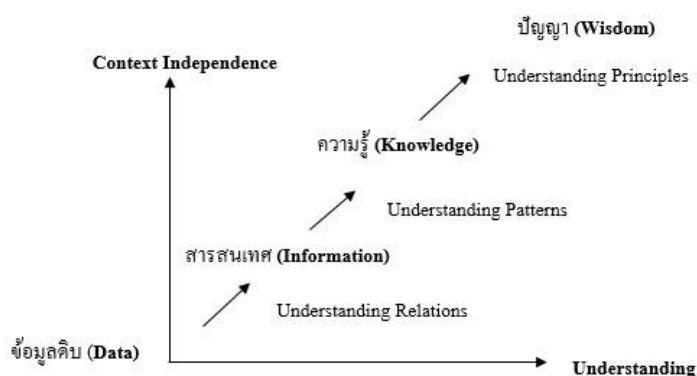 ปัญญา (Wisdom)
Context Independence
Understanding Principles
ความรู้ (Knowledge)
Understanding Patterns
สารสนเทศ (Information)
Understanding Relations
ข้อมูลดิบ (Data)
Understanding